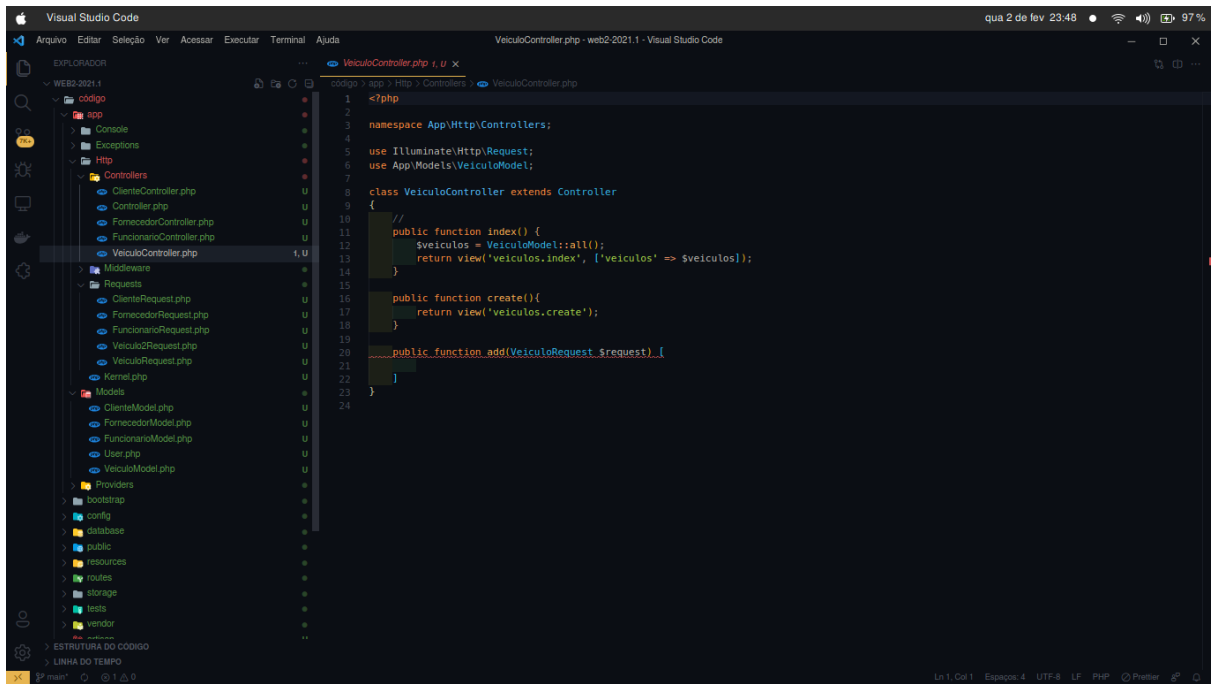 Visual Studio Code
qua 2 de fev 23:48
97 %
Arquivo Editar Seleção Ver Acessar Executar Terminal Ajuda
VeiculoController.php - web2-2021.1 - Visual Studio Code
EXPLORADOR
WEB2-2021.1
código
app
Console
Exceptions
Http
Controllers
ClienteController.php U
Controller.php U
FornecedorController.php U
FuncionarioController.php U
VeiculoController.php 1, U
Middleware
Requests
ClienteRequest.php U
FornecedorRequest.php U
FuncionarioRequest.php U
Veiculo2Request.php U
VeiculoRequest.php U
Kernel.php U
Models
ClienteModel.php U
FornecedorModel.php U
FuncionarioModel.php U
User.php U
VeiculoModel.php U
Providers
bootstrap
config
database
public
resources
routes
storage
tests
vendor
ESTRUTURA DO CÓDIGO
LINHA DO TEMPO
7K+
VeiculoController.php 1, U
código > app > Http > Controllers > VeiculoController.php
1 <?php
2
3 namespace App\Http\Controllers;
4
5 use Illuminate\Http\Request;
6 use App\Models\VeiculoModel;
7
8 class VeiculoController extends Controller
9 {
10 //
11 public function index() {
12 $veiculos = VeiculoModel::all();
13 return view('veiculos.index', ['veiculos' => $veiculos]);
14 }
15
16 public function create(){
17 return view('veiculos.create');
18 }
19
20 public function add(VeiculoRequest $request) [
21
22 ]
23 }
24
main* 1 0
Ln 1, Col 1 Espaços: 4 UTF-8 LF PHP Prettier